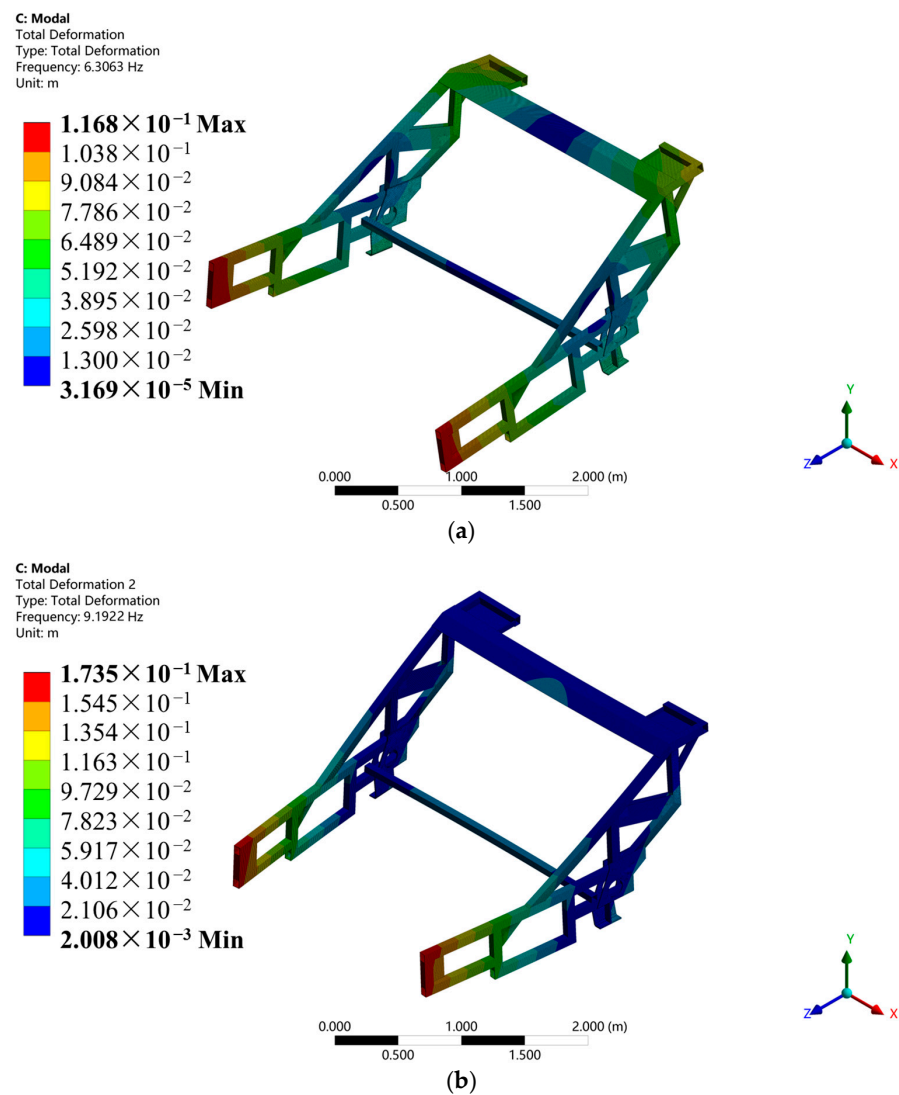 C: Modal
Total Deformation
Type: Total Deformation
Frequency: 6.3063 Hz
Unit: m
1.168×10⁻¹ Max
1.038×10⁻¹
9.084×10⁻²
7.786×10⁻²
6.489×10⁻²
5.192×10⁻²
3.895×10⁻²
2.598×10⁻²
1.300×10⁻²
3.169×10⁻⁵ Min
Y
Z
X
0.000 1.000 2.000 (m)
0.500 1.500
(a)
C: Modal
Total Deformation 2
Type: Total Deformation
Frequency: 9.1922 Hz
Unit: m
1.735×10⁻¹ Max
1.545×10⁻¹
1.354×10⁻¹
1.163×10⁻¹
9.729×10⁻²
7.823×10⁻²
5.917×10⁻²
4.012×10⁻²
2.106×10⁻²
2.008×10⁻³ Min
Y
Z
X
0.000 1.000 2.000 (m)
0.500 1.500
(b)